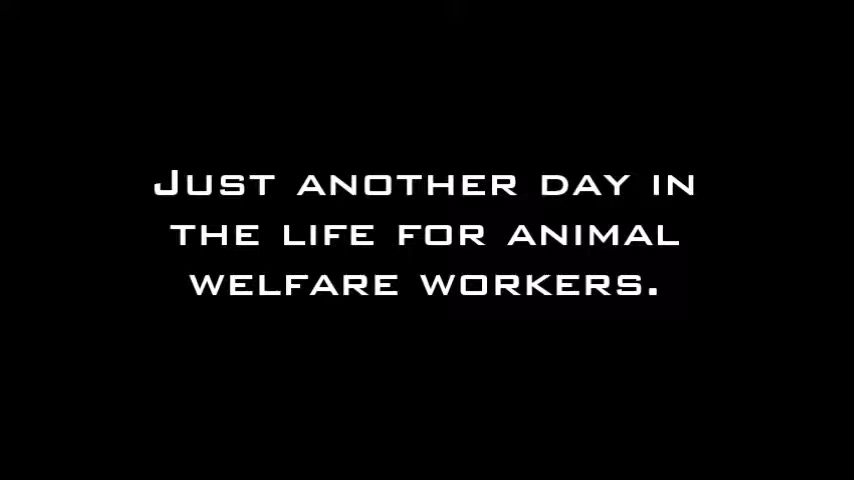 Just another day in
the life for animal
welfare workers.